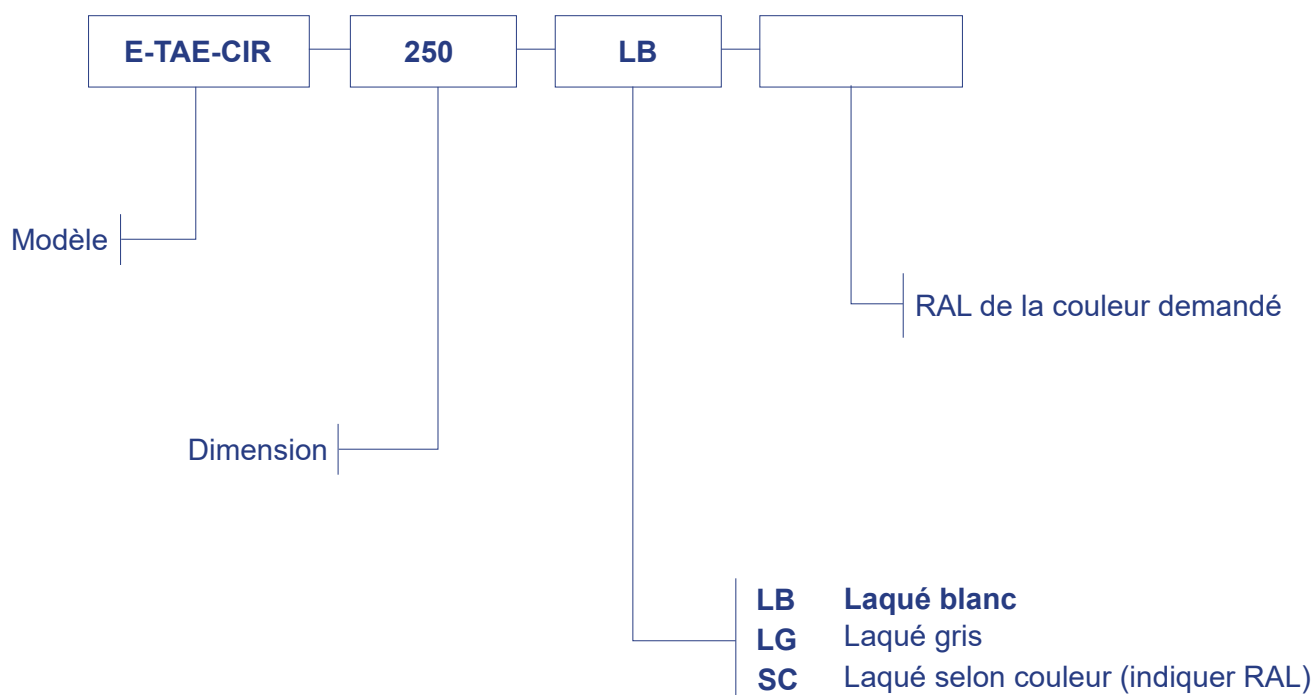 E-TAE-CIR 250 LB
Modèle
RAL de la couleur demandé
Dimension
LB Laqué blanc
LG Laqué gris
SC Laqué selon couleur (indiquer RAL)